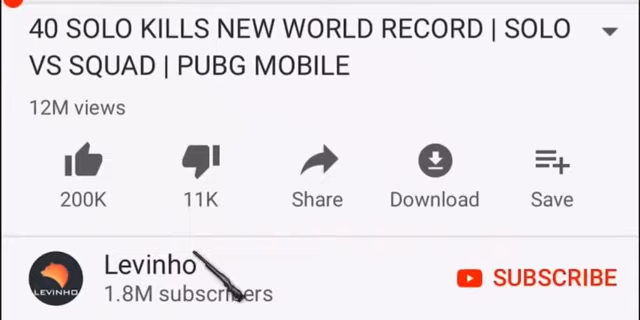 40 SOLO KILLS NEW WORLD RECORD | SOLO
VS SQUAD | PUBG MOBILE
12M views
200K 11K Share Download Save
Levinho
LEVINHO
1.8M subscribers
SUBSCRIBE